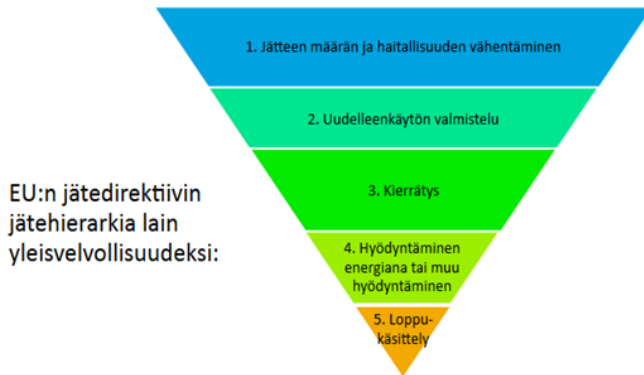 1. Jätteen määrän ja haitallisuuden vähentäminen
2. Uudelleenkäytön valmistelu
EU:n jätedirektiivin
jätehierarkia lain
yleisvelvollisuudeksi:
3. Kierrätys
4. Hyödyntäminen
energiana tai muu
hyödyntäminen
5. Loppu-
käsittely